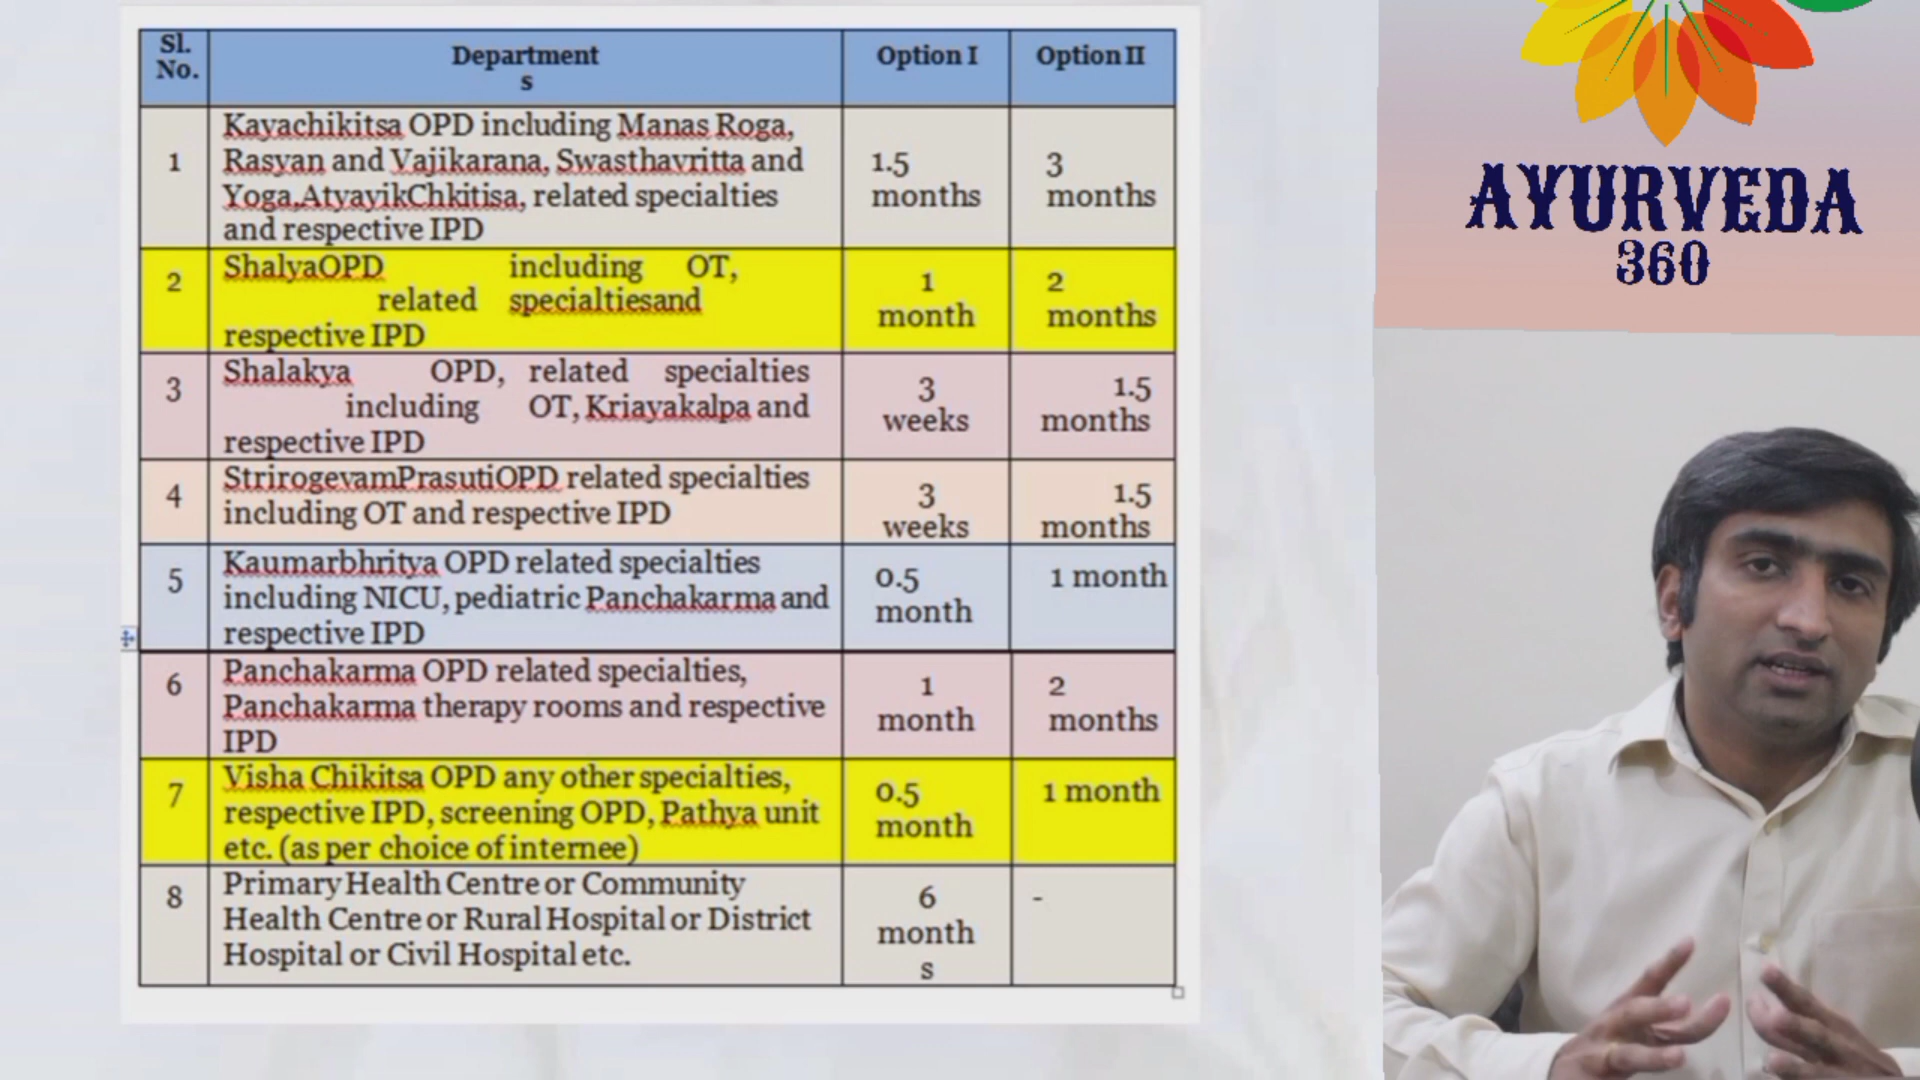 Sl.
No.
Department
s
Option I
Option II
1
Kayachikitsa OPD including Manas Roga,
Rasyan and Vajikarana, Swasthavritta and
Yoga,AtyayikChkitisa, related specialties
and respective IPD
1.5
months
3
months
2
ShalyaOPD including OT,
related specialtiesand
respective IPD
1
month
2
months
3
Shalakya OPD, related specialties
including OT, Kriayakalpa and
respective IPD
3
weeks
1.5
months
4
StrirogevamPrasutiOPD related specialties
including OT and respective IPD
3
weeks
1.5
months
5
Kaumarbhritya OPD related specialties
including NICU, pediatric Panchakarma and
respective IPD
0.5
month
1 month
6
Panchakarma OPD related specialties,
Panchakarma therapy rooms and respective
IPD
1
month
2
months
7
Visha Chikitsa OPD any other specialties,
respective IPD, screening OPD, Pathya unit
etc. (as per choice of internee)
0.5
month
1 month
8
Primary Health Centre or Community
Health Centre or Rural Hospital or District
Hospital or Civil Hospital etc.
6
month
s
-
AYURVEDA
360